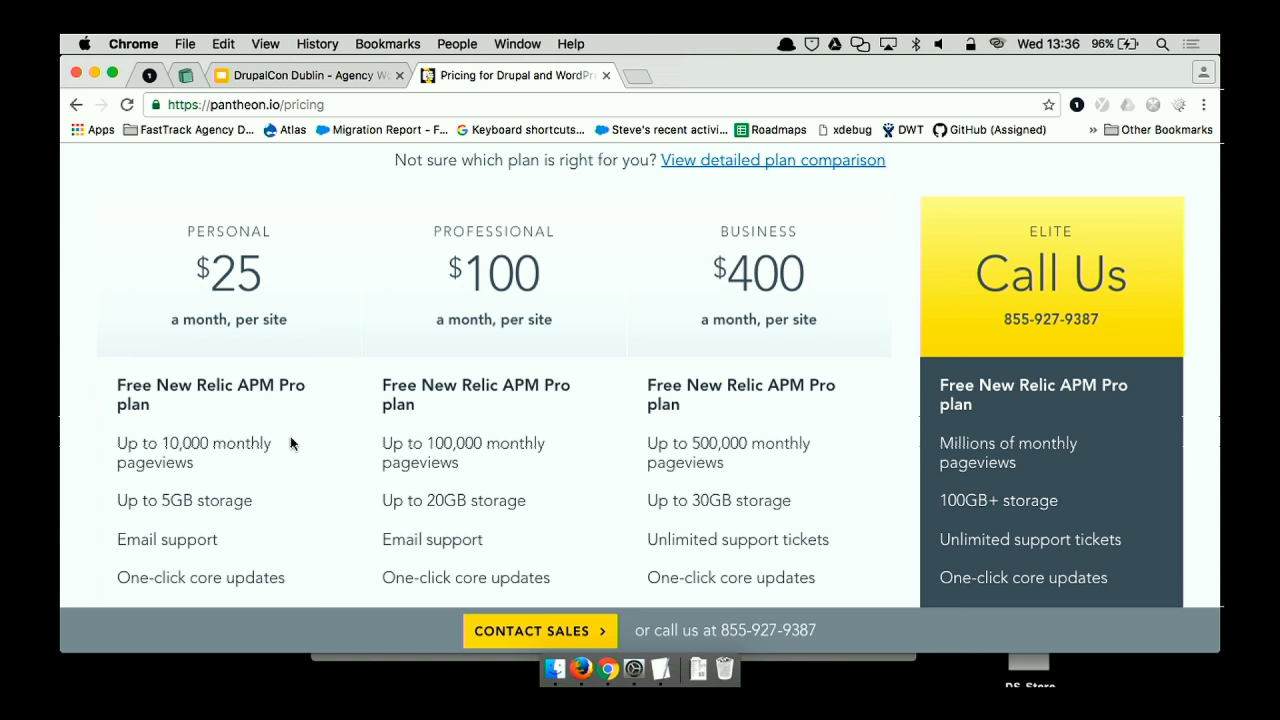 Chrome File Edit View History Bookmarks People Window Help Wed 13:36 96%
DrupalCon Dublin - Agency Wo
Pricing for Drupal and WordPr
https://pantheon.io/pricing
Apps FastTrack Agency D... Atlas Migration Report - F... Keyboard shortcuts... Steve's recent activi... Roadmaps xdebug DWT GitHub (Assigned) » Other Bookmarks
Not sure which plan is right for you? View detailed plan comparison
PERSONAL
$25
a month, per site
Free New Relic APM Pro
plan
Up to 10,000 monthly
pageviews
Up to 5GB storage
Email support
One-click core updates
PROFESSIONAL
$100
a month, per site
Free New Relic APM Pro
plan
Up to 100,000 monthly
pageviews
Up to 20GB storage
Email support
One-click core updates
BUSINESS
$400
a month, per site
Free New Relic APM Pro
plan
Up to 500,000 monthly
pageviews
Up to 30GB storage
Unlimited support tickets
One-click core updates
ELITE
Call Us
855-927-9387
Free New Relic APM Pro
plan
Millions of monthly
pageviews
100GB+ storage
Unlimited support tickets
One-click core updates
CONTACT SALES > or call us at 855-927-9387